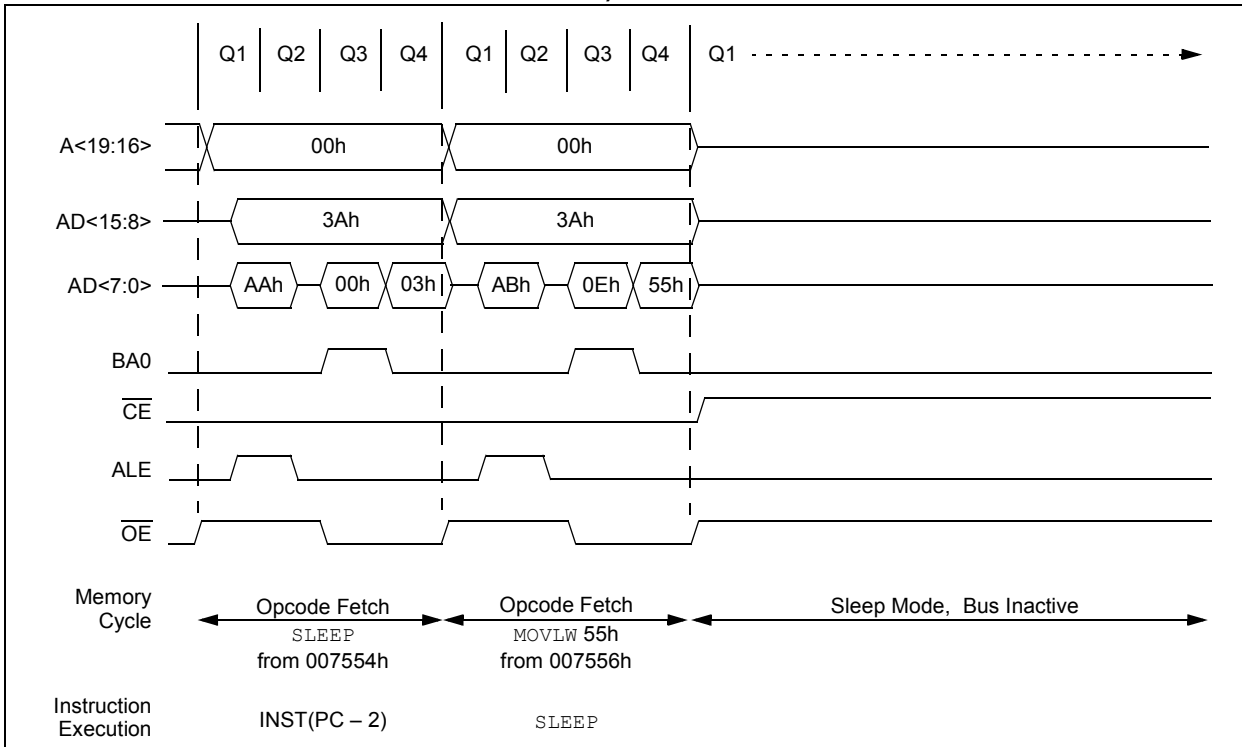 Q1 Q2 Q3 Q4 Q1 Q2 Q3 Q4 Q1
A<19:16> 00h 00h
AD<15:8> 3Ah 3Ah
AD<7:0> AAh 00h 03h ABh 0Eh 55h
BA0
CE
ALE
OE
Memory
Cycle
Opcode Fetch
SLEEP
from 007554h
Opcode Fetch
MOVLW 55h
from 007556h
Sleep Mode, Bus Inactive
Instruction
Execution
INST(PC – 2)
SLEEP